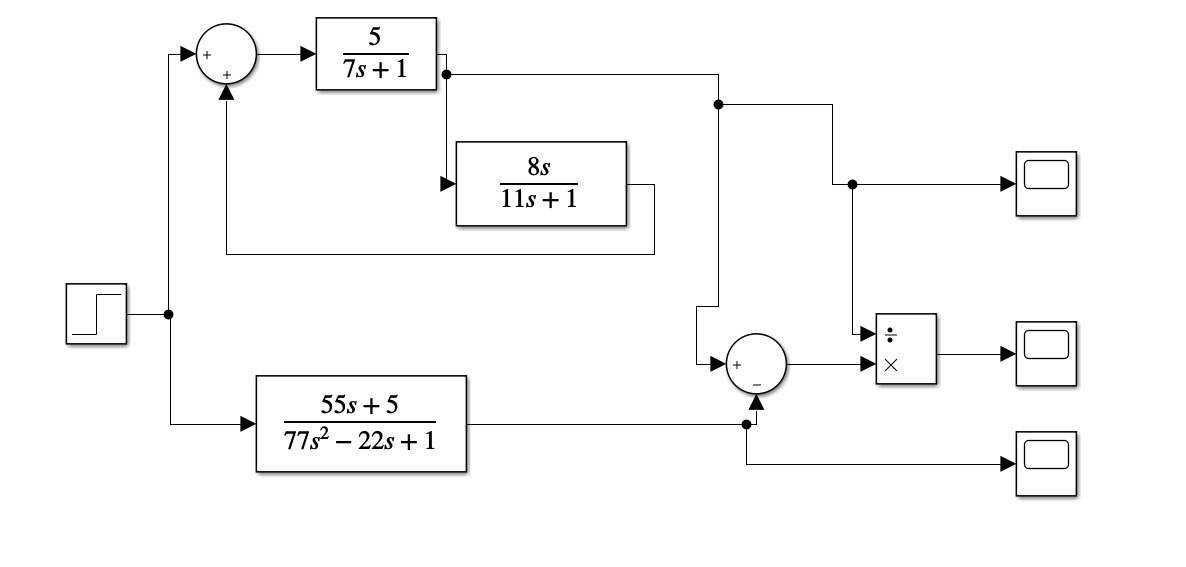 +
+
5
7s + 1
8s
11s + 1
55s + 5
77s² − 22s + 1
+
−
÷
×